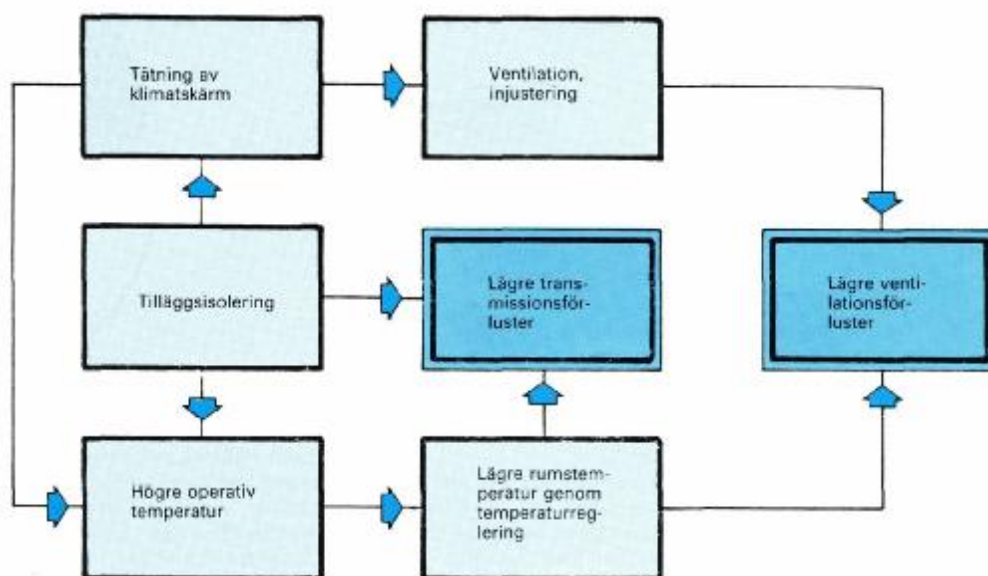 Tätning av
klimatskärm
Ventilation,
injustering
Tilläggsisolering
Lägre trans-
missionsför-
luster
Lägre venti-
lationsför-
luster
Högre operativ
temperatur
Lägre rumstem-
peratur genom
temperaturreg-
lering